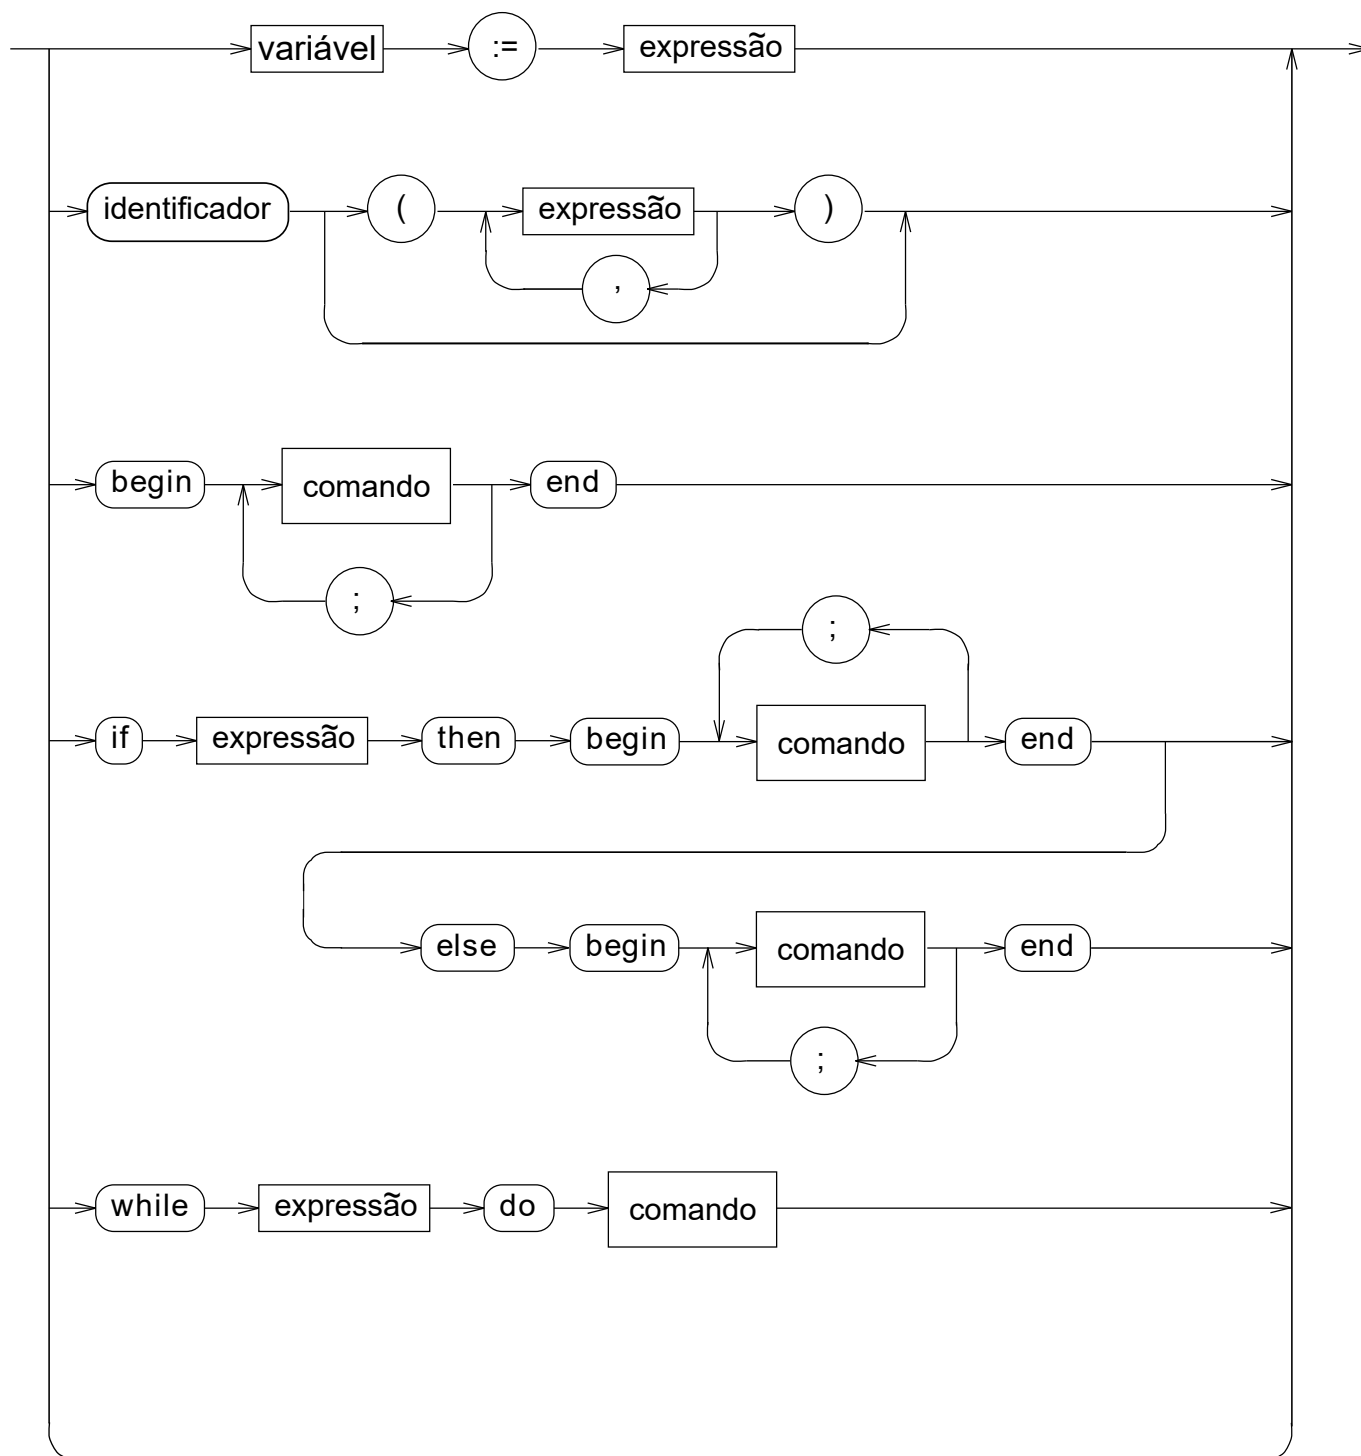 variável := expressão
identificador ( expressão )
,
begin comando end
;
;
if expressão then begin comando end
else begin comando end
;
while expressão do comando